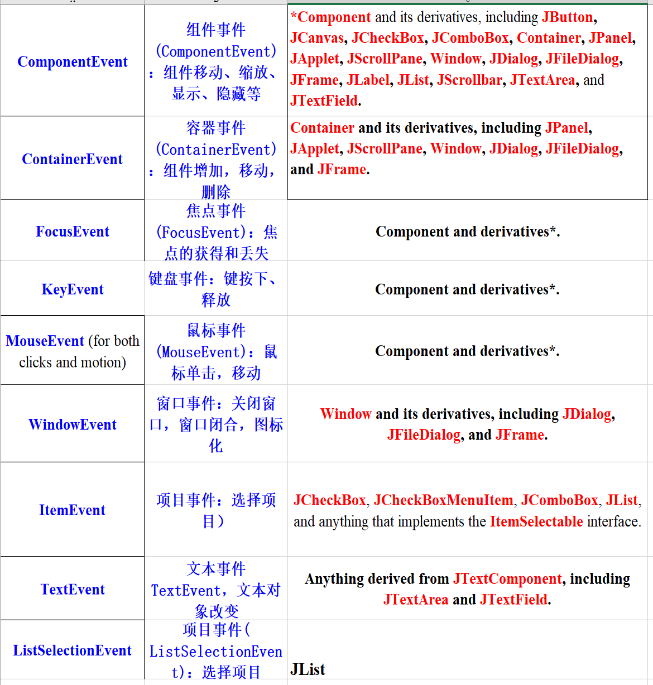 ComponentEvent
组件事件
(ComponentEvent)
：组件移动、缩放、
显示、隐藏等
*Component and its derivatives, including JButton,
JCanvas, JCheckBox, JComboBox, Container, JPanel,
JApplet, JScrollPane, Window, JDialog, JFileDialog,
JFrame, JLabel, JList, JScrollbar, JTextArea, and
JTextField.
ContainerEvent
容器事件
(ContainerEvent)
：组件增加，移动，
删除
Container and its derivatives, including JPanel,
JApplet, JScrollPane, Window, JDialog, JFileDialog,
and JFrame.
FocusEvent
焦点事件
(FocusEvent)：焦
点的获得和丢失
Component and derivatives*.
KeyEvent
键盘事件：键按下、
释放
Component and derivatives*.
MouseEvent (for both
clicks and motion)
鼠标事件
(MouseEvent)：鼠
标单击，移动
Component and derivatives*.
WindowEvent
窗口事件：关闭窗
口，窗口闭合，图标
化
Window and its derivatives, including JDialog,
JFileDialog, and JFrame.
ItemEvent
项目事件：选择项
目）
JCheckBox, JCheckBoxMenuItem, JComboBox, JList,
and anything that implements the ItemSelectable interface.
TextEvent
文本事件
TextEvent，文本对
象改变
Anything derived from JTextComponent, including
JTextArea and JTextField.
ListSelectionEvent
项目事件(
ListSelectionEven
t)：选择项目
JList